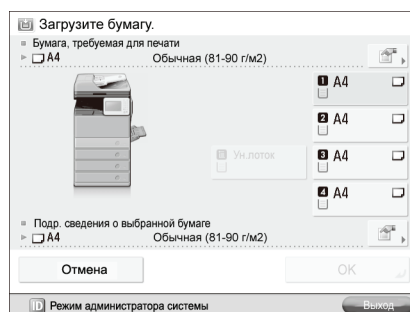 Загрузите бумагу.
Бумага, требуемая для печати
A4 Обычная (81-90 г/м2)
1 A4
2 A4
Ун.лоток
3 A4
4 A4
Подр. сведения о выбранной бумаге
A4 Обычная (81-90 г/м2)
Отмена
OK
ID Режим администратора системы
Выход